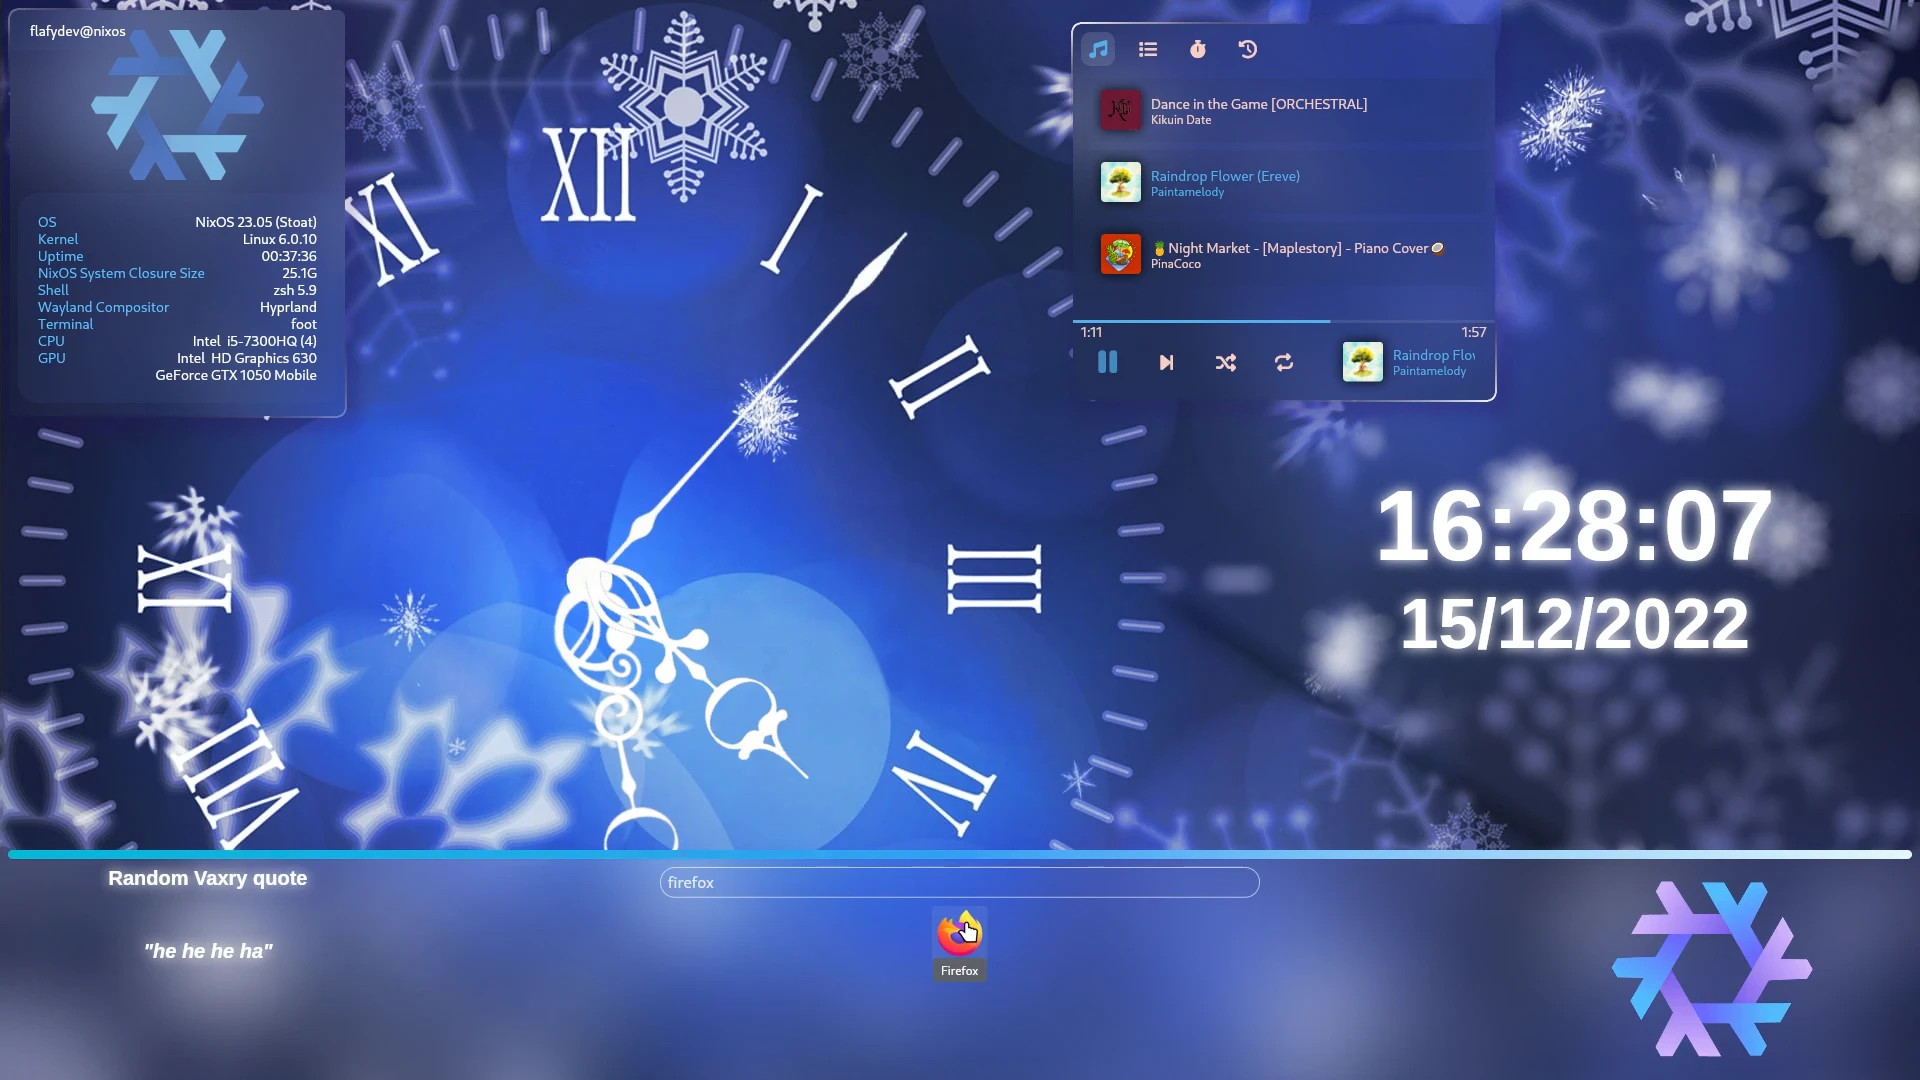 flafydev@nixos
OS NixOS 23.05 (Stoat)
Kernel Linux 6.0.10
Uptime 00:37:36
NixOS System Closure Size 25.1G
Shell zsh 5.9
Wayland Compositor Hyprland
Terminal foot
CPU Intel i5-7300HQ (4)
GPU Intel HD Graphics 630
GeForce GTX 1050 Mobile
Dance in the Game [ORCHESTRAL]
Kikuin Date
Raindrop Flower (Ereve)
Paintamelody
🍍Night Market - [Maplestory] - Piano Cover🥥
PinaCoco
1:11 1:57
Raindrop Flo
Paintamelody
XII
I
II
III
IV
VIII
IX
XI
16:28:07
15/12/2022
Random Vaxry quote
"he he he ha"
firefox
Firefox